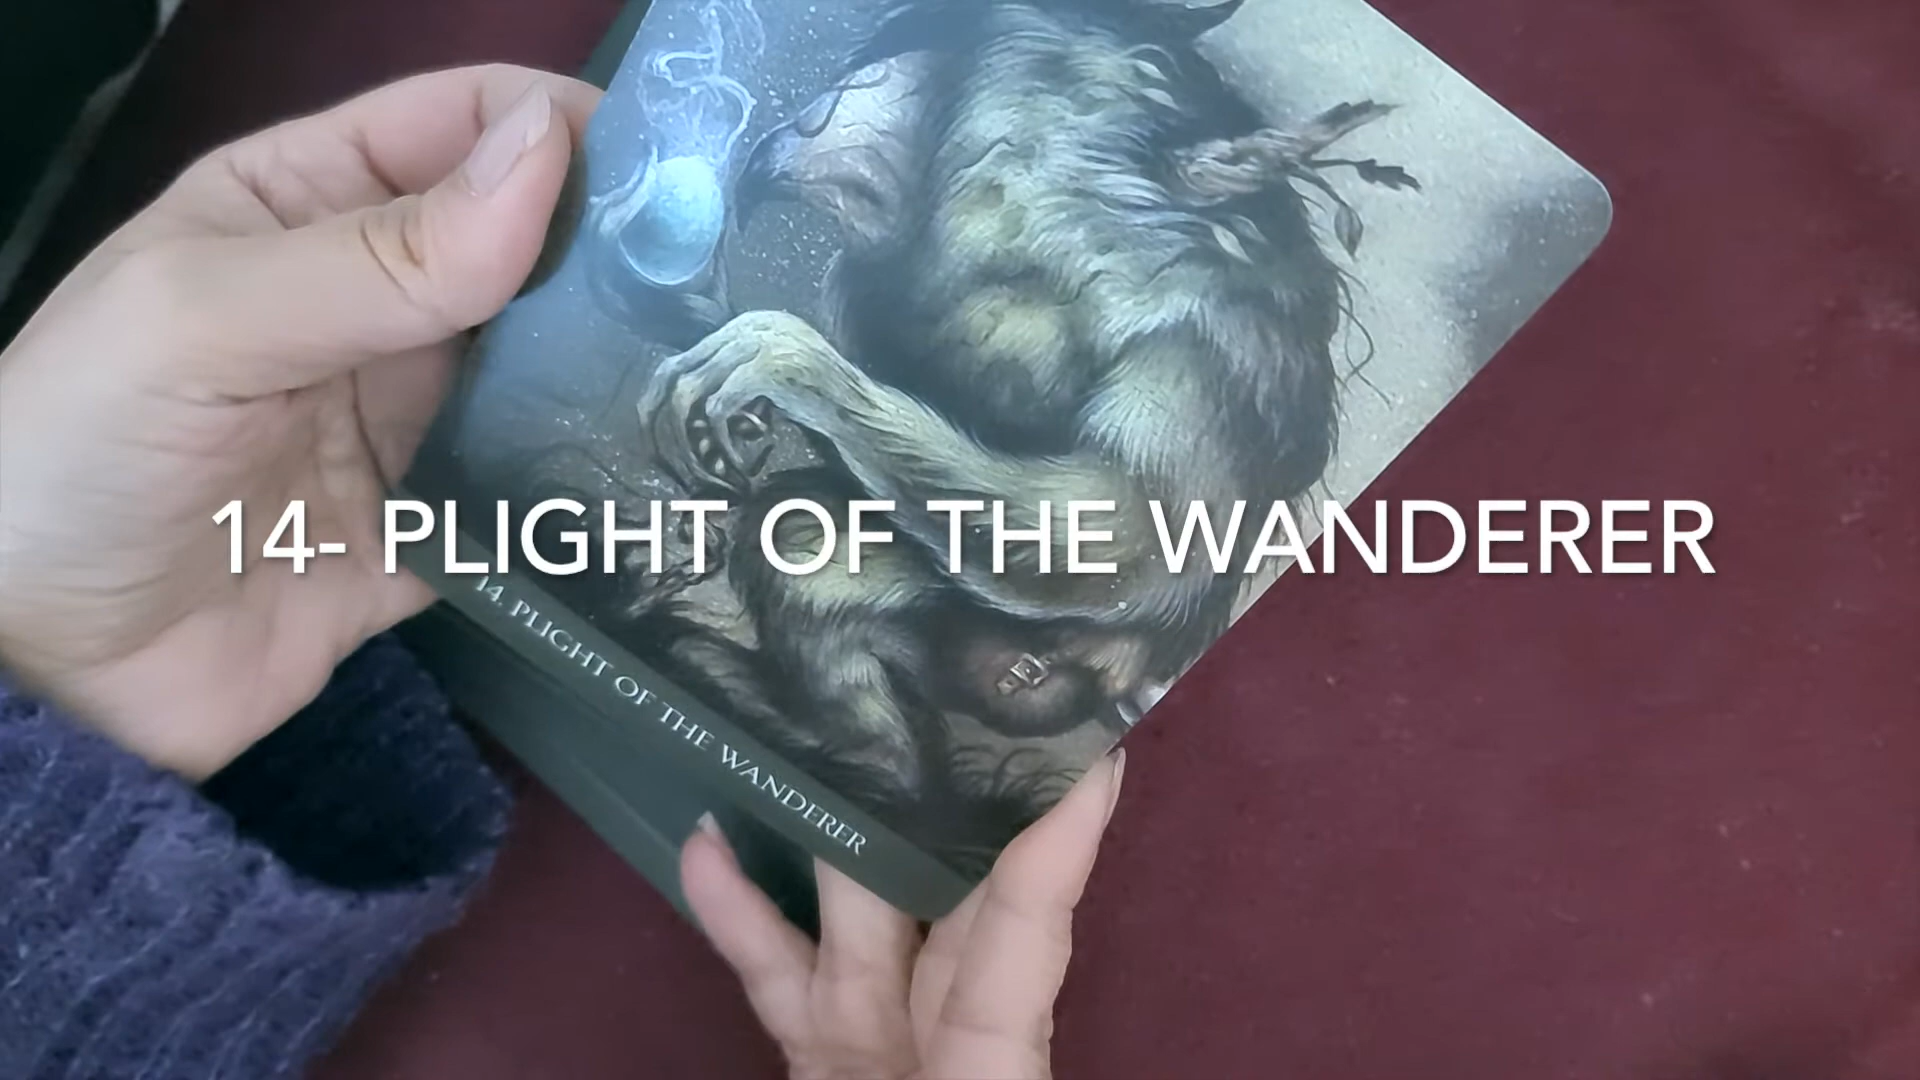 14- PLIGHT OF THE WANDERER
14. PLIGHT OF THE WANDERER